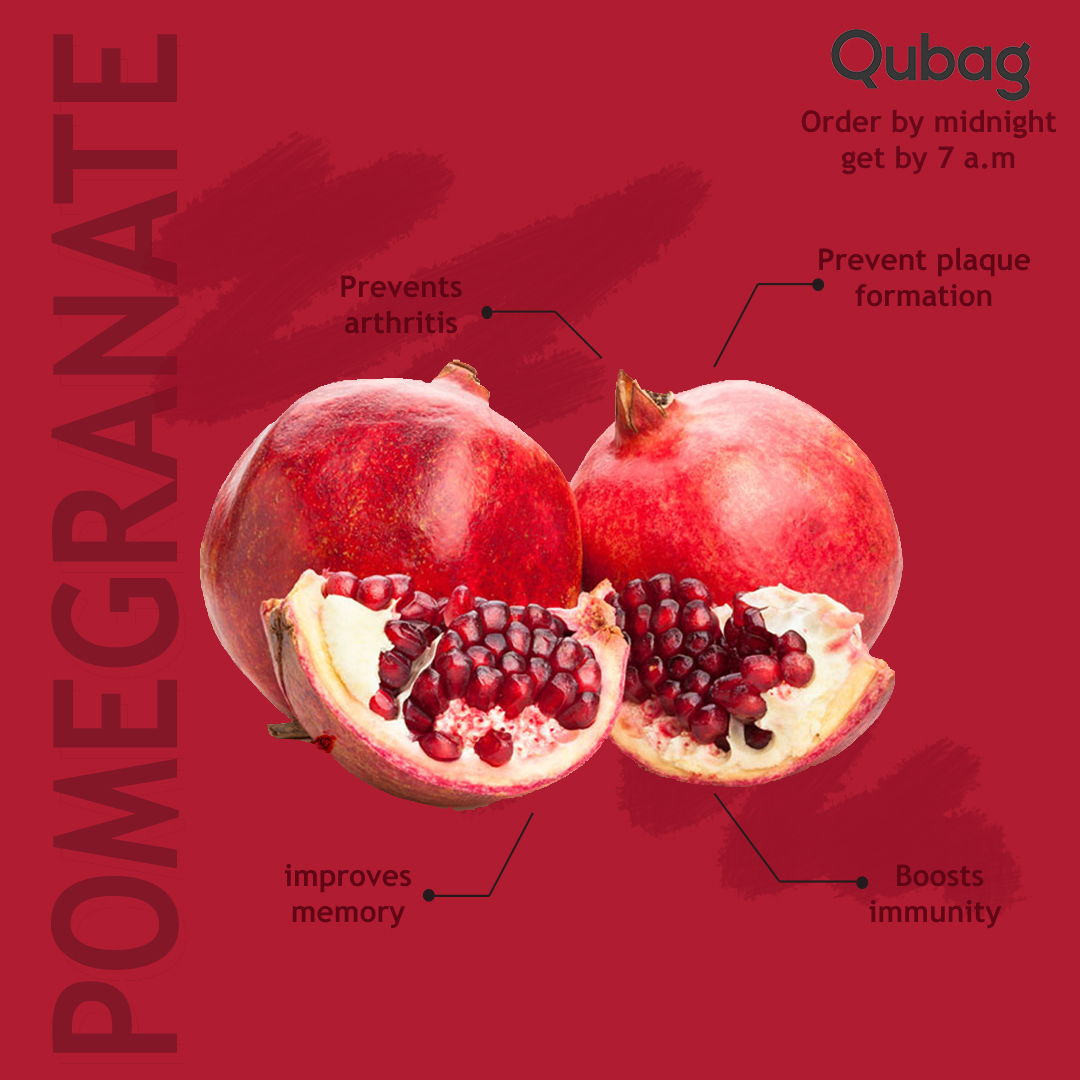 POMEGRANATE
Qubag
Order by midnight
get by 7 a.m
Prevents
arthritis
Prevent plaque
formation
improves
memory
Boosts
immunity